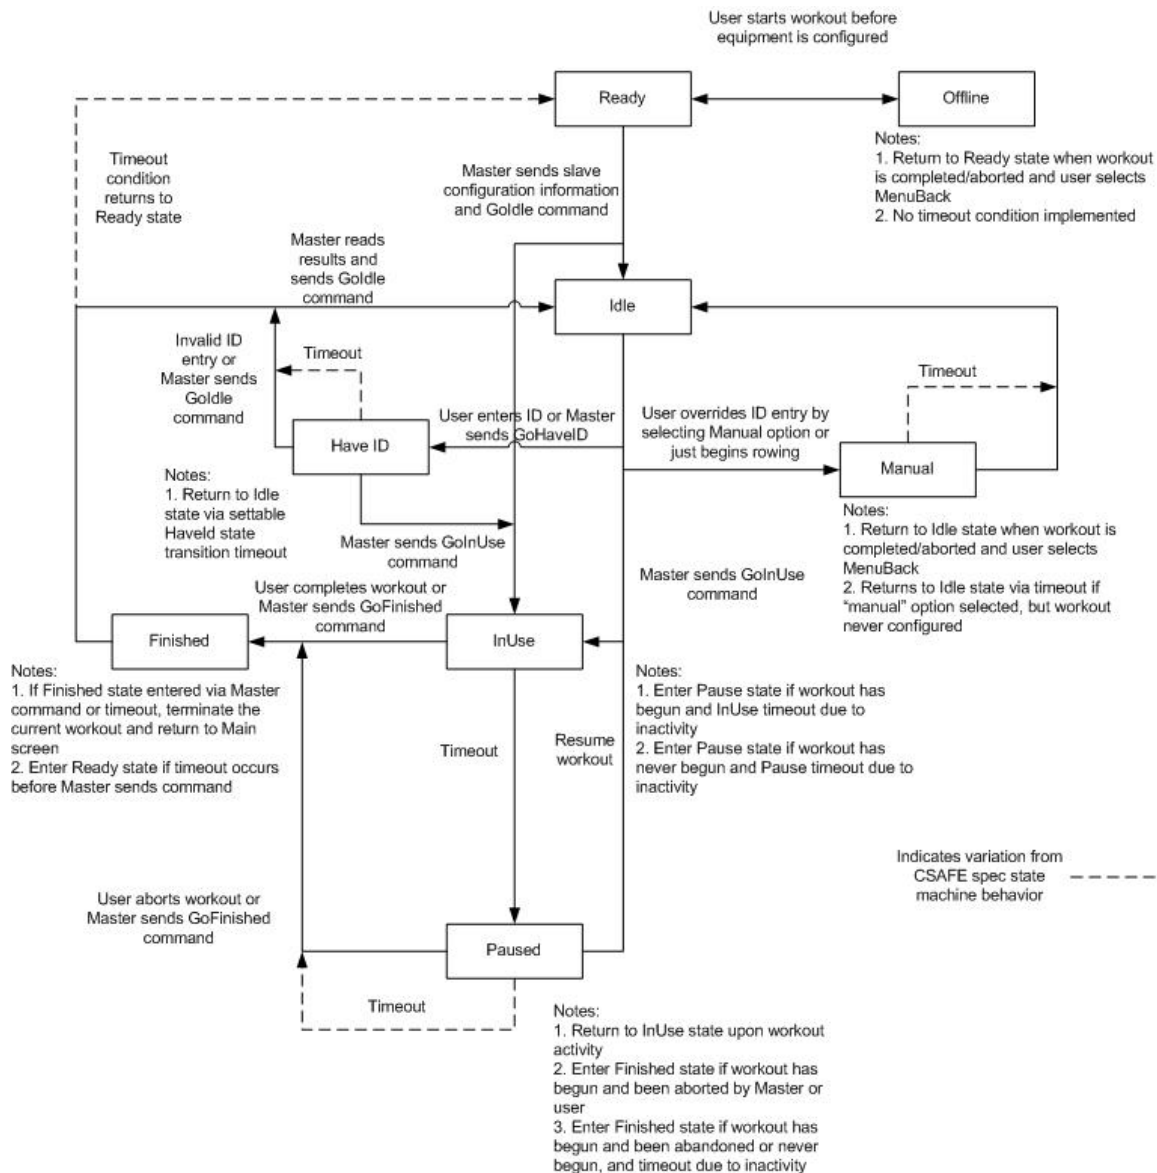 User starts workout before
equipment is configured
Ready
Offline
Notes:
1. Return to Ready state when workout
is completed/aborted and user selects
MenuBack
2. No timeout condition implemented
Timeout
condition
returns to
Ready state
Master sends slave
configuration information
and GoIdle command
Master reads
results and
sends GoIdle
command
Idle
Invalid ID
entry or
Master sends
GoIdle
command
Timeout
Timeout
User enters ID or Master
sends GoHaveID
User overrides ID entry by
selecting Manual option or
just begins rowing
Have ID
Manual
Notes:
1. Return to Idle
state via settable
HaveId state
transition timeout
Master sends GoInUse
command
Notes:
1. Return to Idle state when workout is
completed/aborted and user selects
MenuBack
2. Returns to Idle state via timeout if
“manual” option selected, but workout
never configured
User completes workout or
Master sends GoFinished
command
Master sends GoInUse
command
Finished
InUse
Notes:
1. If Finished state entered via Master
command or timeout, terminate the
current workout and return to Main
screen
2. Enter Ready state if timeout occurs
before Master sends command
Notes:
1. Enter Pause state if workout has
begun and InUse timeout due to
inactivity
2. Enter Pause state if workout has
never begun and Pause timeout due to
inactivity
Timeout
Resume
workout
Indicates variation from
CSAFE spec state
machine behavior
User aborts workout or
Master sends GoFinished
command
Paused
Timeout
Notes:
1. Return to InUse state upon workout
activity
2. Enter Finished state if workout has
begun and been aborted by Master or
user
3. Enter Finished state if workout has
begun and been abandoned or never
begun, and timeout due to inactivity